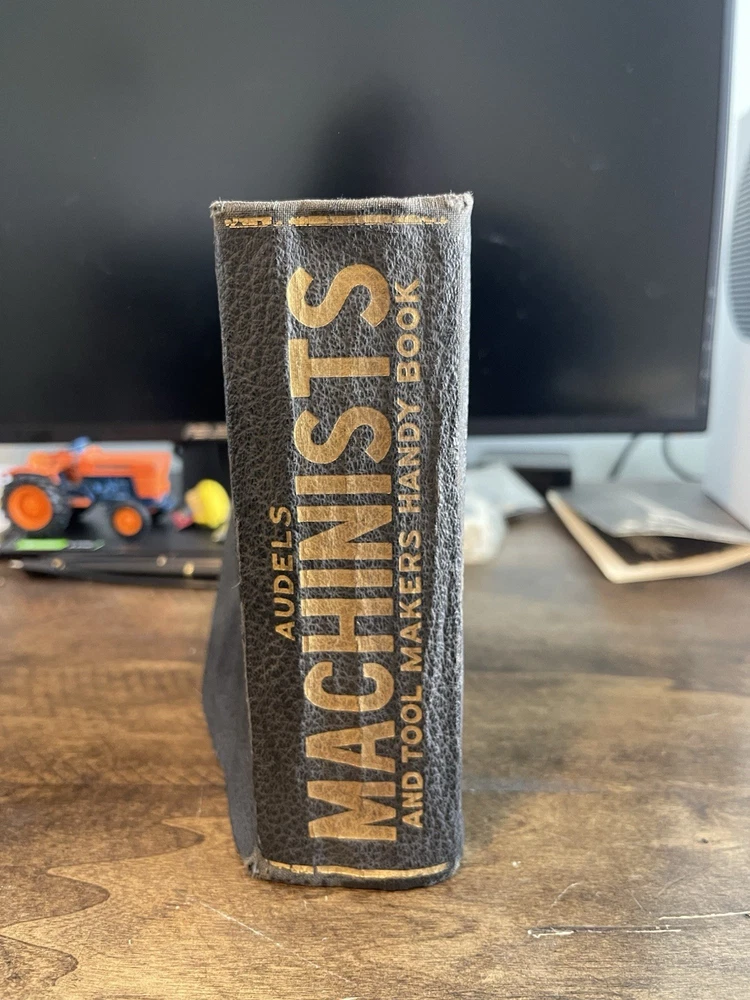 AUDELS
MACHINISTS
AND TOOL MAKERS HANDY BOOK